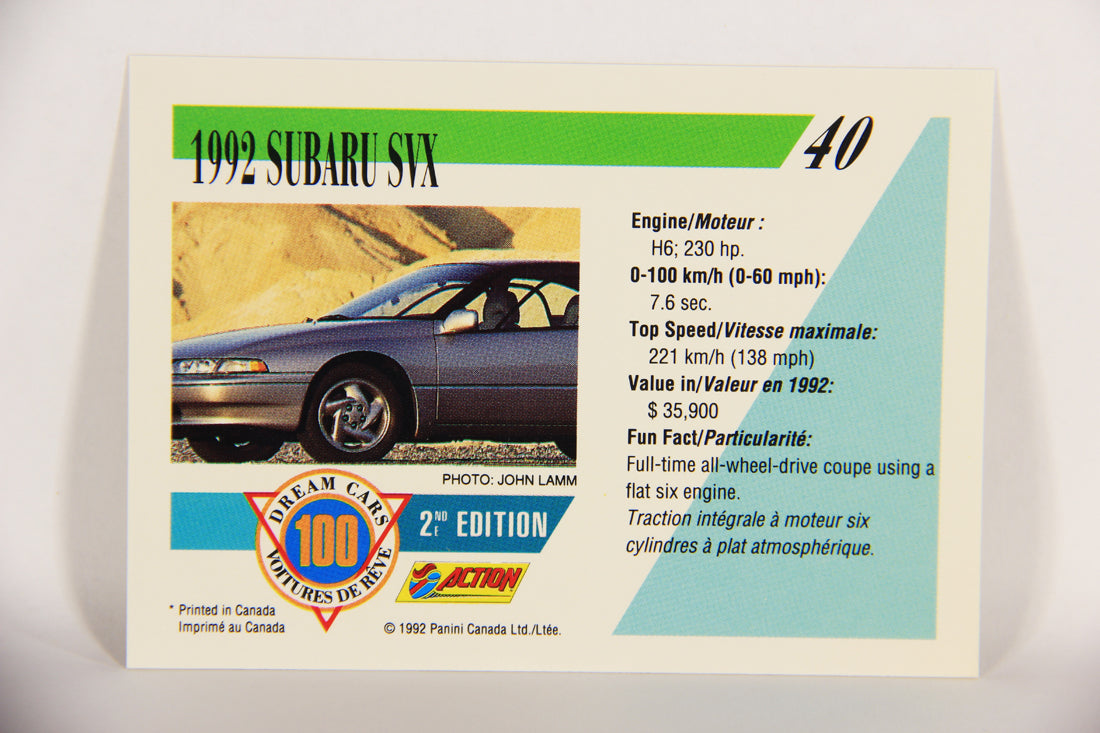 1992 SUBARU SVX
40
Engine/Moteur :
H6; 230 hp.
0-100 km/h (0-60 mph):
7.6 sec.
Top Speed/Vitesse maximale:
221 km/h (138 mph)
Value in/Valeur en 1992:
$ 35,900
Fun Fact/Particularité:
Full-time all-wheel-drive coupe using a
flat six engine.
Traction intégrale à moteur six
cylindres à plat atmosphérique.
PHOTO: JOHN LAMM
DREAM CARS
100
VOITURES DE RÊVE
2ND E EDITION
ACTION
* Printed in Canada
Imprimé au Canada
© 1992 Panini Canada Ltd./Ltée.